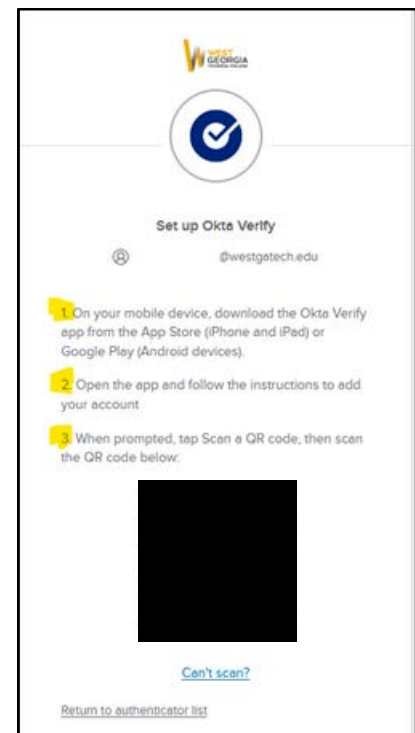 WEST
GEORGIA
TECHNICAL COLLEGE
Set up Okta Verify
@westgatech.edu
1. On your mobile device, download the Okta Verify
app from the App Store (iPhone and iPad) or
Google Play (Android devices).
2. Open the app and follow the instructions to add
your account
3. When prompted, tap Scan a QR code, then scan
the QR code below:
Can't scan?
Return to authenticator list